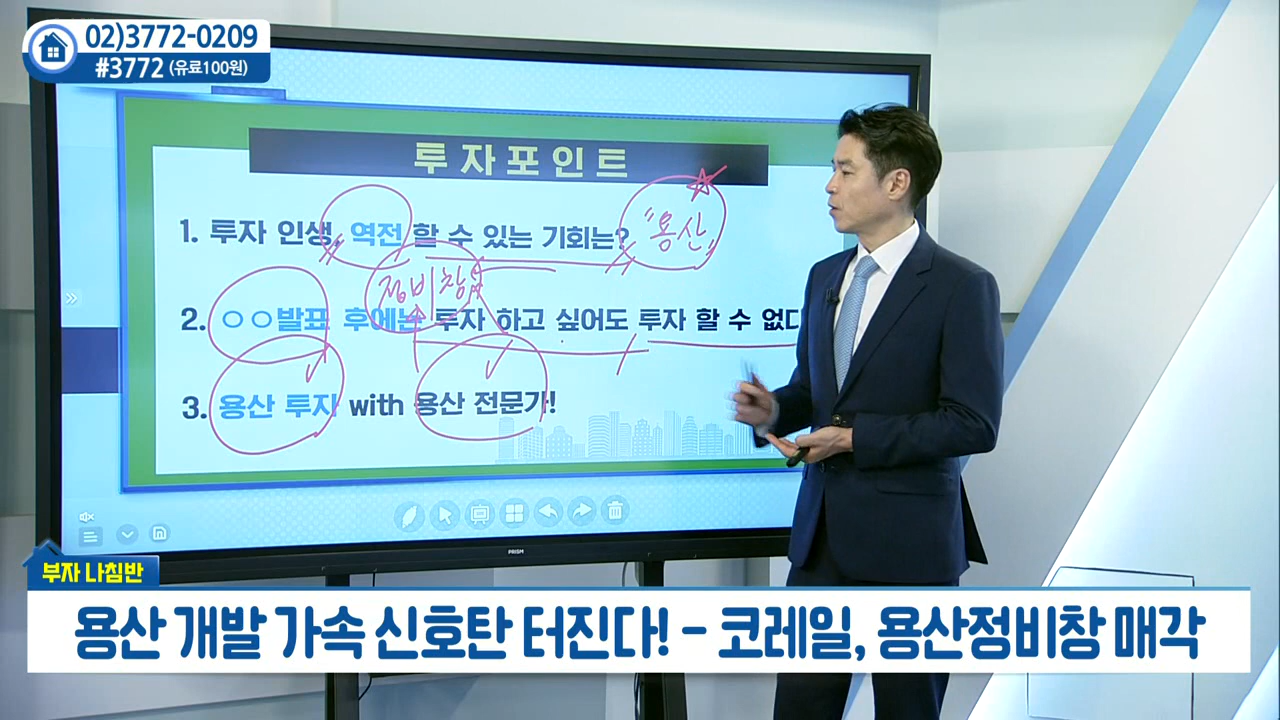 02)3772-0209
#3772 (유료100원)
투자포인트
1. 투자 인생, 역전 할 수 있는 기회는? "용산"
정비창
2. ㅇㅇ발표 후에는 투자 하고 싶어도 투자 할 수 없다
3. 용산 투자 with 용산 전문가!
PRISM
부자 나침반
용산 개발 가속 신호탄 터진다! - 코레일, 용산정비창 매각